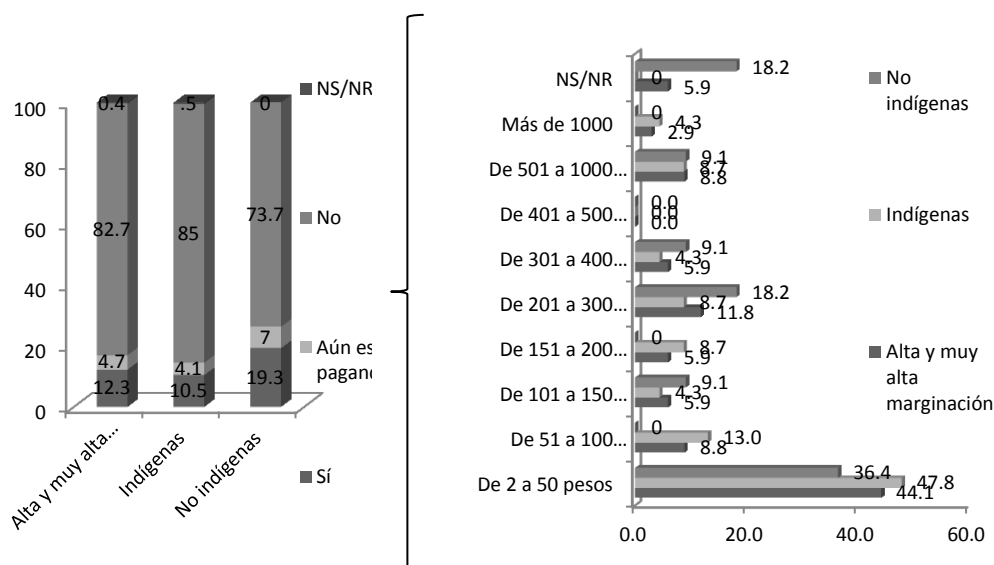 100
80
60
40
20
0
0.4
.5
0
82.7
85
73.7
4.7
4.1
7
12.3
10.5
19.3
Alta y muy alta...
Indígenas
No indígenas
NS/NR
No
Aún es
pagand
Sí
NS/NR
18.2
0
5.9
Más de 1000
0
4.3
2.9
De 501 a 1000...
9.1
8.7
8.8
De 401 a 500...
0.0
0.0
0.0
De 301 a 400...
9.1
4.3
5.9
De 201 a 300...
18.2
8.7
11.8
De 151 a 200...
0
8.7
5.9
De 101 a 150...
9.1
4.3
5.9
De 51 a 100...
0
13.0
8.8
De 2 a 50 pesos
36.4
47.8
44.1
0.0
20.0
40.0
60.0
No
indígenas
Indígenas
Alta y muy
alta
marginación